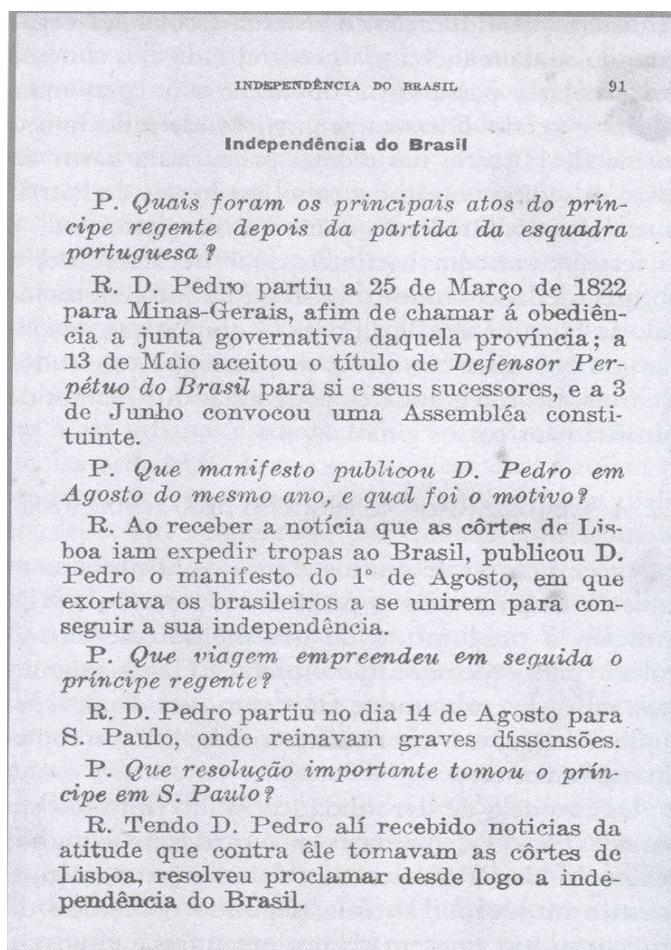 INDEPENDÊNCIA DO BRASIL 91
Independência do Brasil
P. Quais foram os principais atos do prín-
cipe regente depois da partida da esquadra
portuguesa?
R. D. Pedro partiu a 25 de Março de 1822
para Minas-Gerais, afim de chamar á obediên-
cia a junta governativa daquela província; a
13 de Maio aceitou o título de Defensor Per-
pétuo do Brasil para si e seus sucessores, e a 3
de Junho convocou uma Assembléa consti-
tuinte.
P. Que manifesto publicou D. Pedro em
Agosto do mesmo ano, e qual foi o motivo?
R. Ao receber a notícia que as côrtes de Lis-
boa iam expedir tropas ao Brasil, publicou D.
Pedro o manifesto do 1º de Agosto, em que
exortava os brasileiros a se unirem para con-
seguir a sua independência.
P. Que viagem empreendeu em seguida o
príncipe regente?
R. D. Pedro partiu no dia 14 de Agosto para
S. Paulo, onde reinavam graves dissensões.
P. Que resolução importante tomou o prín-
cipe em S. Paulo?
R. Tendo D. Pedro alí recebido noticias da
atitude que contra êle tomavam as côrtes de
Lisboa, resolveu proclamar desde logo a inde-
pendência do Brasil.